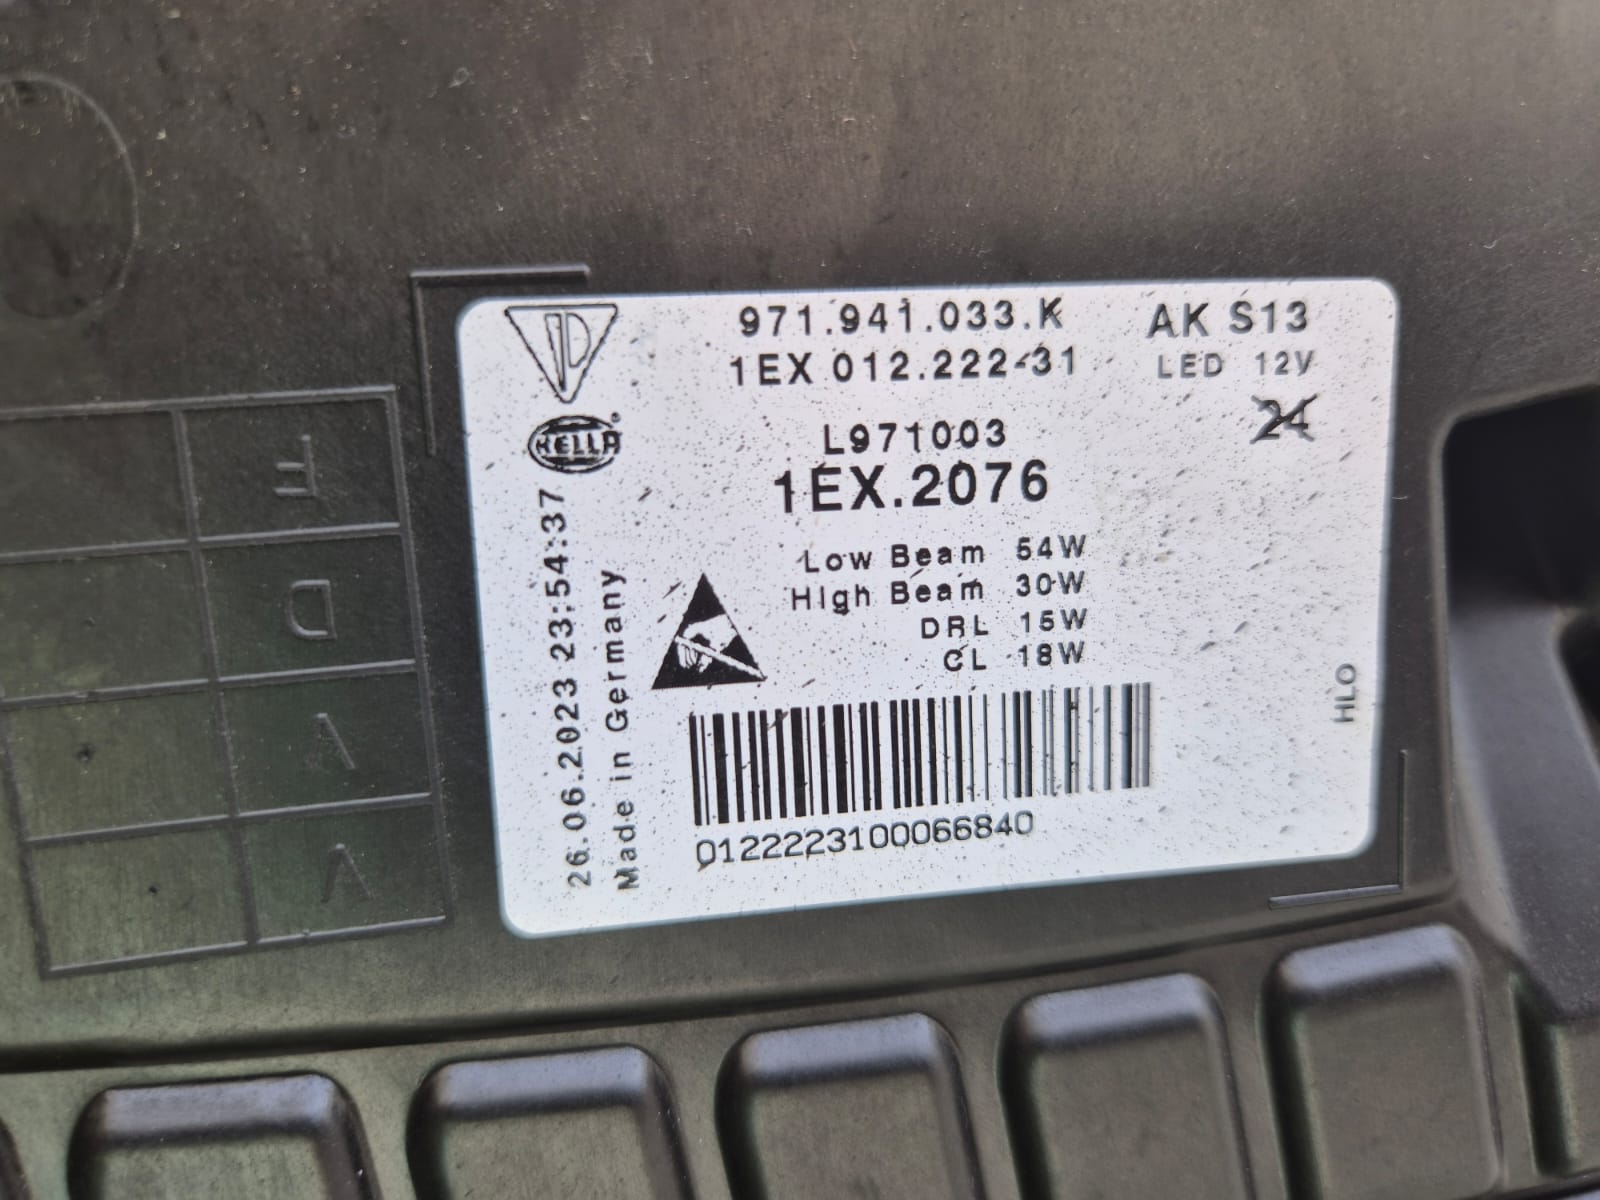 971.941.033.K
AK S13
1EX 012.222-31
LED 12V
24
HELLA
L971003
1EX.2076
Low Beam 54W
High Beam 30W
DRL 15W
CL 18W
26.06.2023 23:54:37
Made in Germany
0122223100066840
HLO
F
D
A
V